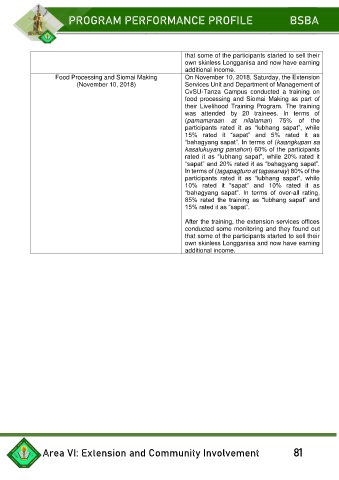 PROGRAM PERFORMANCE PROFILE BSBA
that some of the participants started to sell their
own skinless Longganisa and now have earning
additional income.
Food Processing and Siomai Making
(November 10, 2018)
On November 10, 2018, Saturday, the Extension
Services Unit and Department of Management of
CvSU-Tanza Campus conducted a training on
food processing and Siomai Making as part of
their Livelihood Training Program. The training
was attended by 20 trainees. In terms of
(pamamaraan at nilalaman) 75% of the
participants rated it as "lubhang sapat", while
15% rated it "sapat" and 5% rated it as
"bahagyang sapat". In terms of (kaangkupan sa
kasalukuyang panahon) 60% of the participants
rated it as "lubhang sapat", while 20% rated it
"sapat" and 20% rated it as "bahagyang sapat".
In terms of (tagapagturo at tagasanay) 80% of the
participants rated it as "lubhang sapat", while
10% rated it "sapat" and 10% rated it as
"bahagyang sapat". In terms of over-all rating,
85% rated the training as "lubhang sapat" and
15% rated it as "sapat".
After the training, the extension services offices
conducted some monitoring and they found out
that some of the participants started to sell their
own skinless Longganisa and now have earning
additional income.
Area VI: Extension and Community Involvement 81